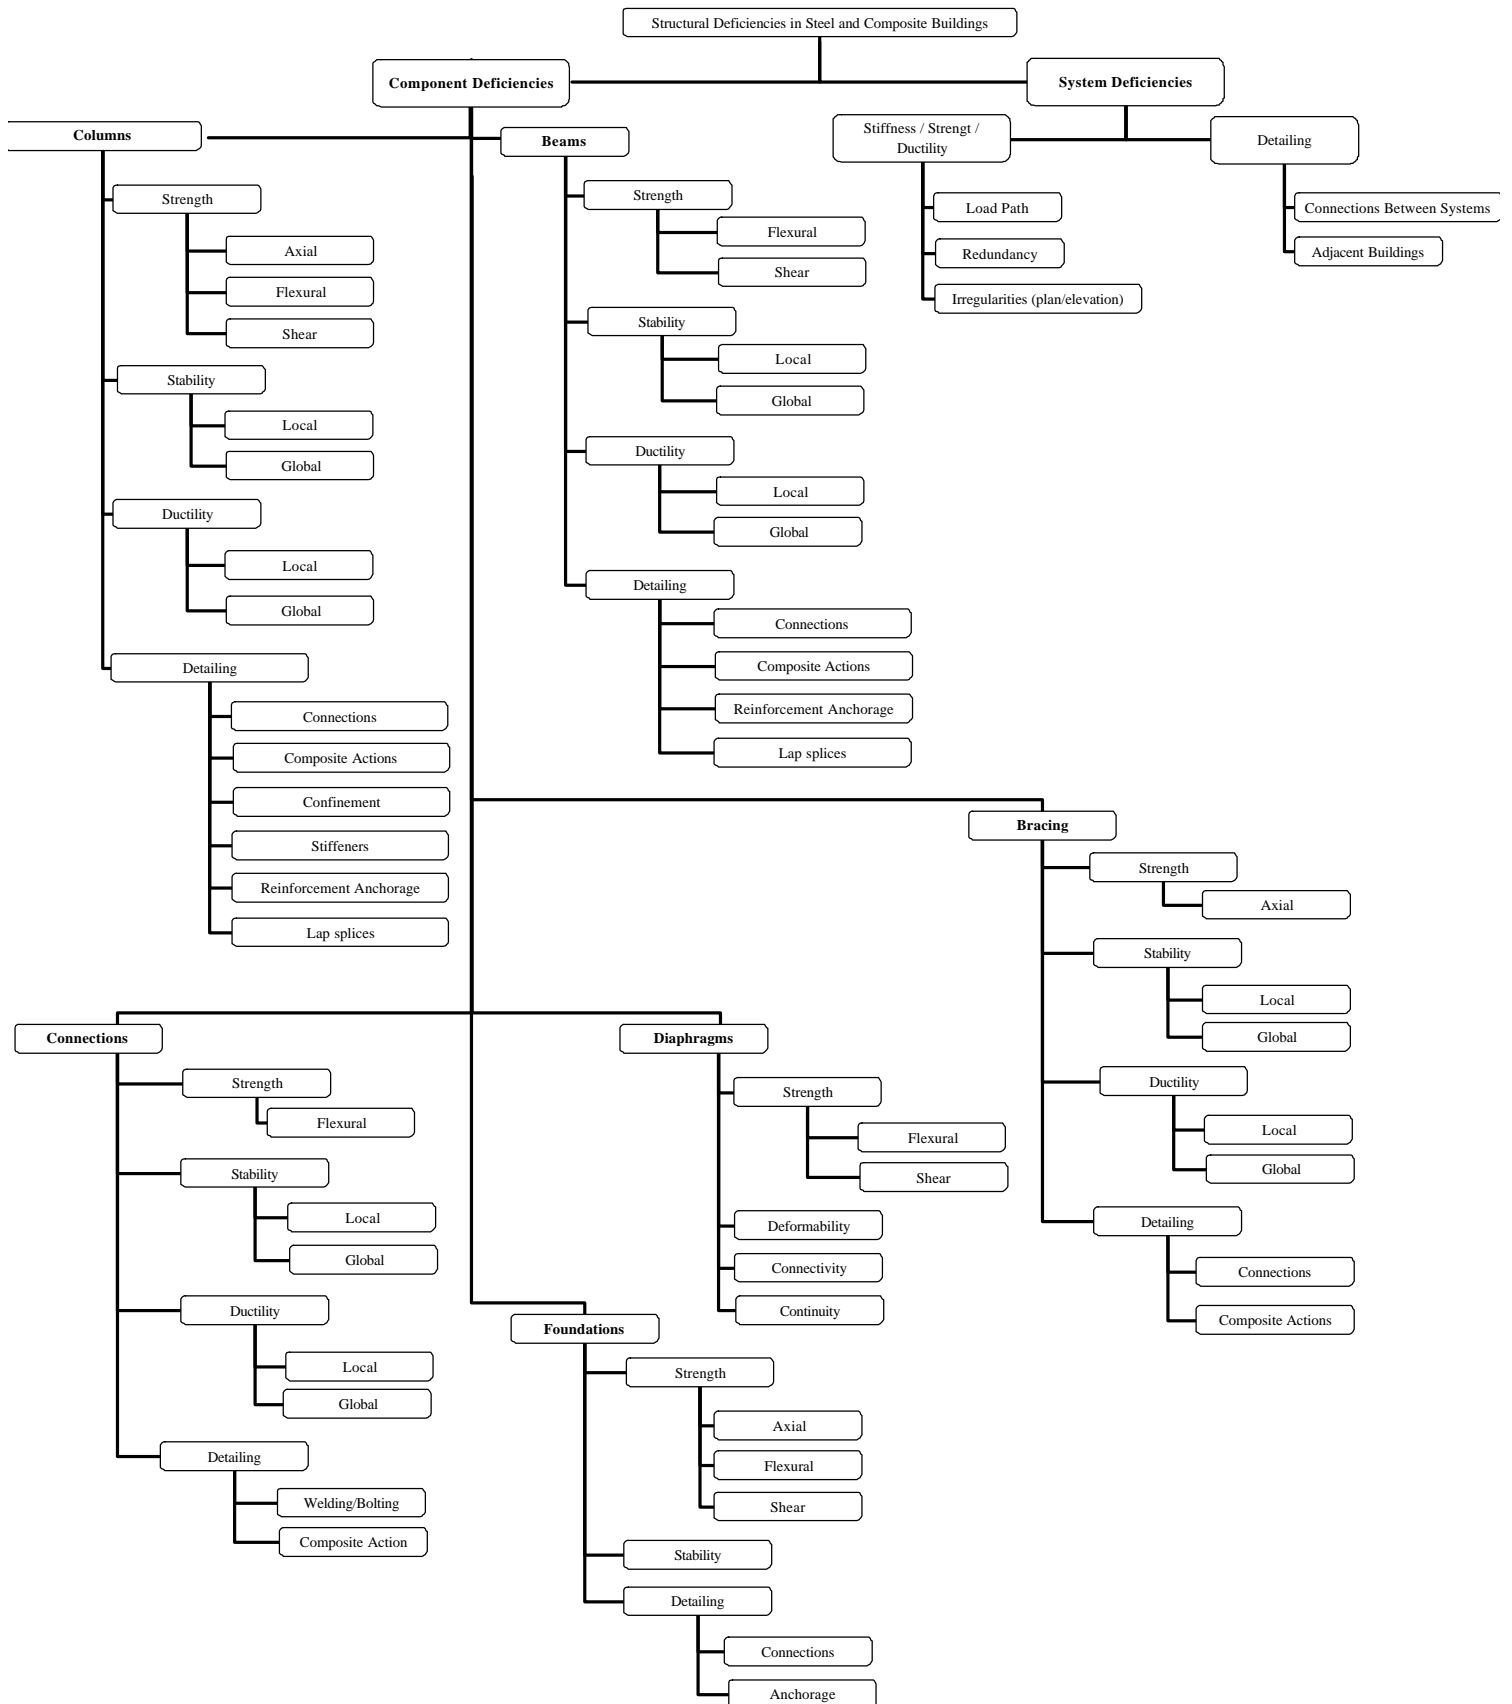 Structural Deficiencies in Steel and Composite Buildings
Component Deficiencies
System Deficiencies
Columns
Strength
Axial
Flexural
Shear
Stability
Local
Global
Ductility
Local
Global
Detailing
Connections
Composite Actions
Confinement
Stiffeners
Reinforcement Anchorage
Lap splices
Beams
Strength
Flexural
Shear
Stability
Local
Global
Ductility
Local
Global
Detailing
Connections
Composite Actions
Reinforcement Anchorage
Lap splices
Stiffness / Strengt /
Ductility
Load Path
Redundancy
Irregularities (plan/elevation)
Detailing
Connections Between Systems
Adjacent Buildings
Bracing
Strength
Axial
Stability
Local
Global
Ductility
Local
Global
Detailing
Connections
Composite Actions
Connections
Strength
Flexural
Stability
Local
Global
Ductility
Local
Global
Detailing
Welding/Bolting
Composite Action
Diaphragms
Strength
Flexural
Shear
Deformability
Connectivity
Continuity
Foundations
Strength
Axial
Flexural
Shear
Stability
Detailing
Connections
Anchorage